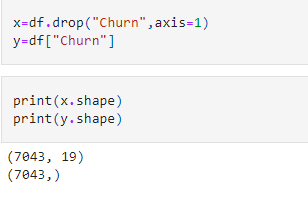 x=df.drop("Churn",axis=1)
y=df["Churn"]
print(x.shape)
print(y.shape)
(7043, 19)
(7043,)